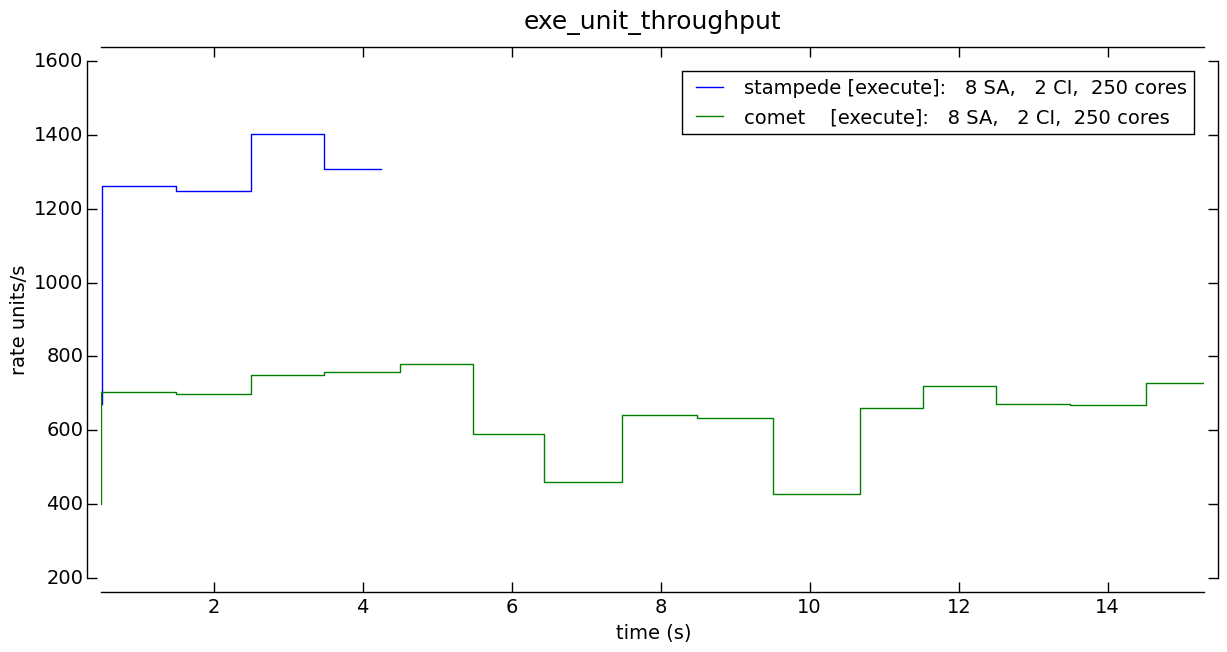 exe_unit_throughput
1600
1400
1200
1000
800
600
400
200
rate units/s
stampede [execute]:   8 SA,   2 CI,  250 cores
comet    [execute]:   8 SA,   2 CI,  250 cores
2 4 6 8 10 12 14
time (s)